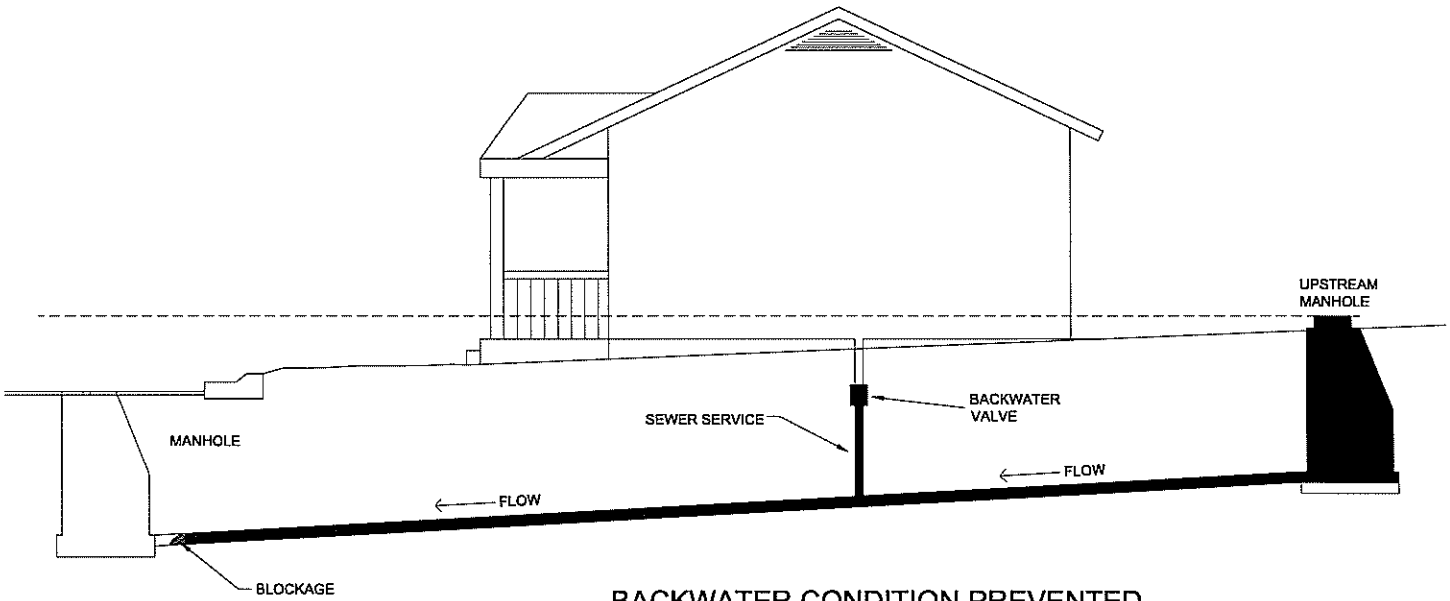 UPSTREAM
MANHOLE
BACKWATER
VALVE
SEWER SERVICE
MANHOLE
FLOW
FLOW
BLOCKAGE
BACKWATER CONDITION PREVENTED